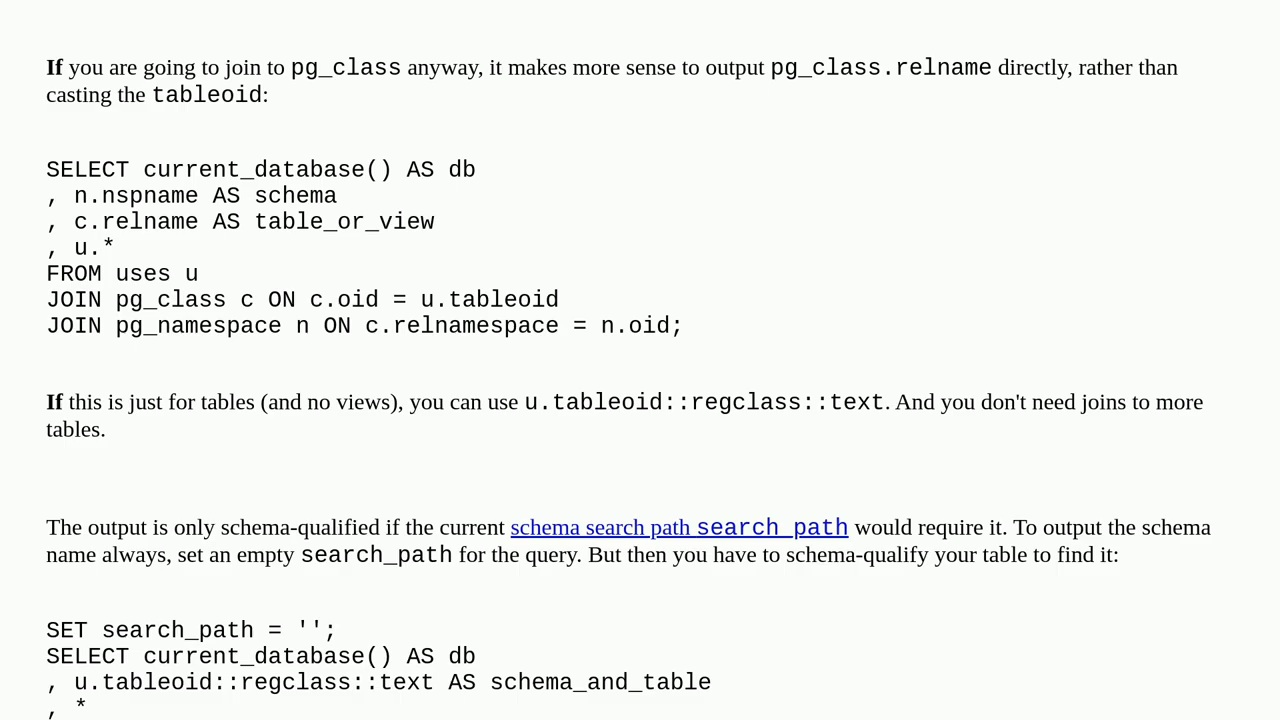 If you are going to join to pg_class anyway, it makes more sense to output pg_class.relname directly, rather than
casting the tableoid:
SELECT current_database() AS db
, n.nspname AS schema
, c.relname AS table_or_view
, u.*
FROM uses u
JOIN pg_class c ON c.oid = u.tableoid
JOIN pg_namespace n ON c.relnamespace = n.oid;
If this is just for tables (and no views), you can use u.tableoid::regclass::text. And you don't need joins to more
tables.
The output is only schema-qualified if the current schema search path search_path would require it. To output the schema
name always, set an empty search_path for the query. But then you have to schema-qualify your table to find it:
SET search_path = '';
SELECT current_database() AS db
, u.tableoid::regclass::text AS schema_and_table
, *